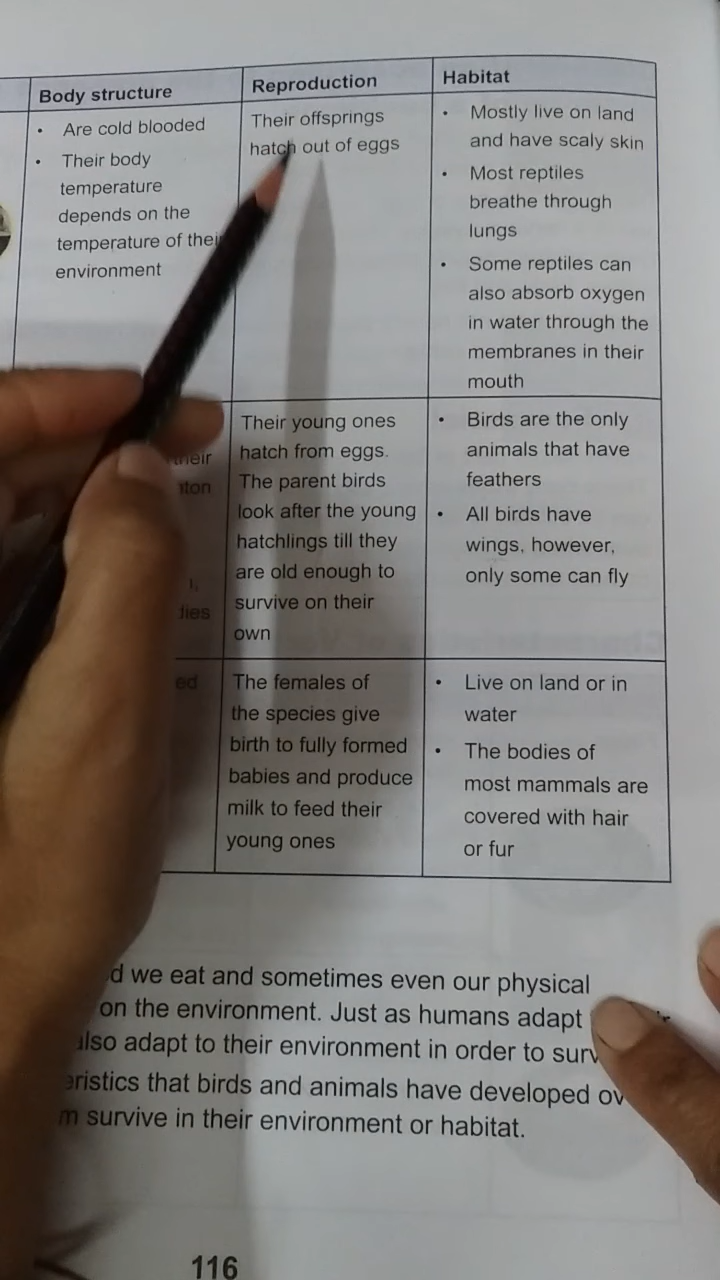 Body structure
Reproduction
Habitat
• Are cold blooded
• Their body
temperature
depends on the
temperature of their
environment
Their offsprings
hatch out of eggs
• Mostly live on land
and have scaly skin
• Most reptiles
breathe through
lungs
• Some reptiles can
also absorb oxygen
in water through the
membranes in their
mouth
Their young ones
hatch from eggs.
The parent birds
look after the young
hatchlings till they
are old enough to
survive on their
own
• Birds are the only
animals that have
feathers
• All birds have
wings, however,
only some can fly
The females of
the species give
birth to fully formed
babies and produce
milk to feed their
young ones
• Live on land or in
water
• The bodies of
most mammals are
covered with hair
or fur
we eat and sometimes even our physical
on the environment. Just as humans adapt
also adapt to their environment in order to
that birds and animals have developed
survive in their environment or habitat.
116